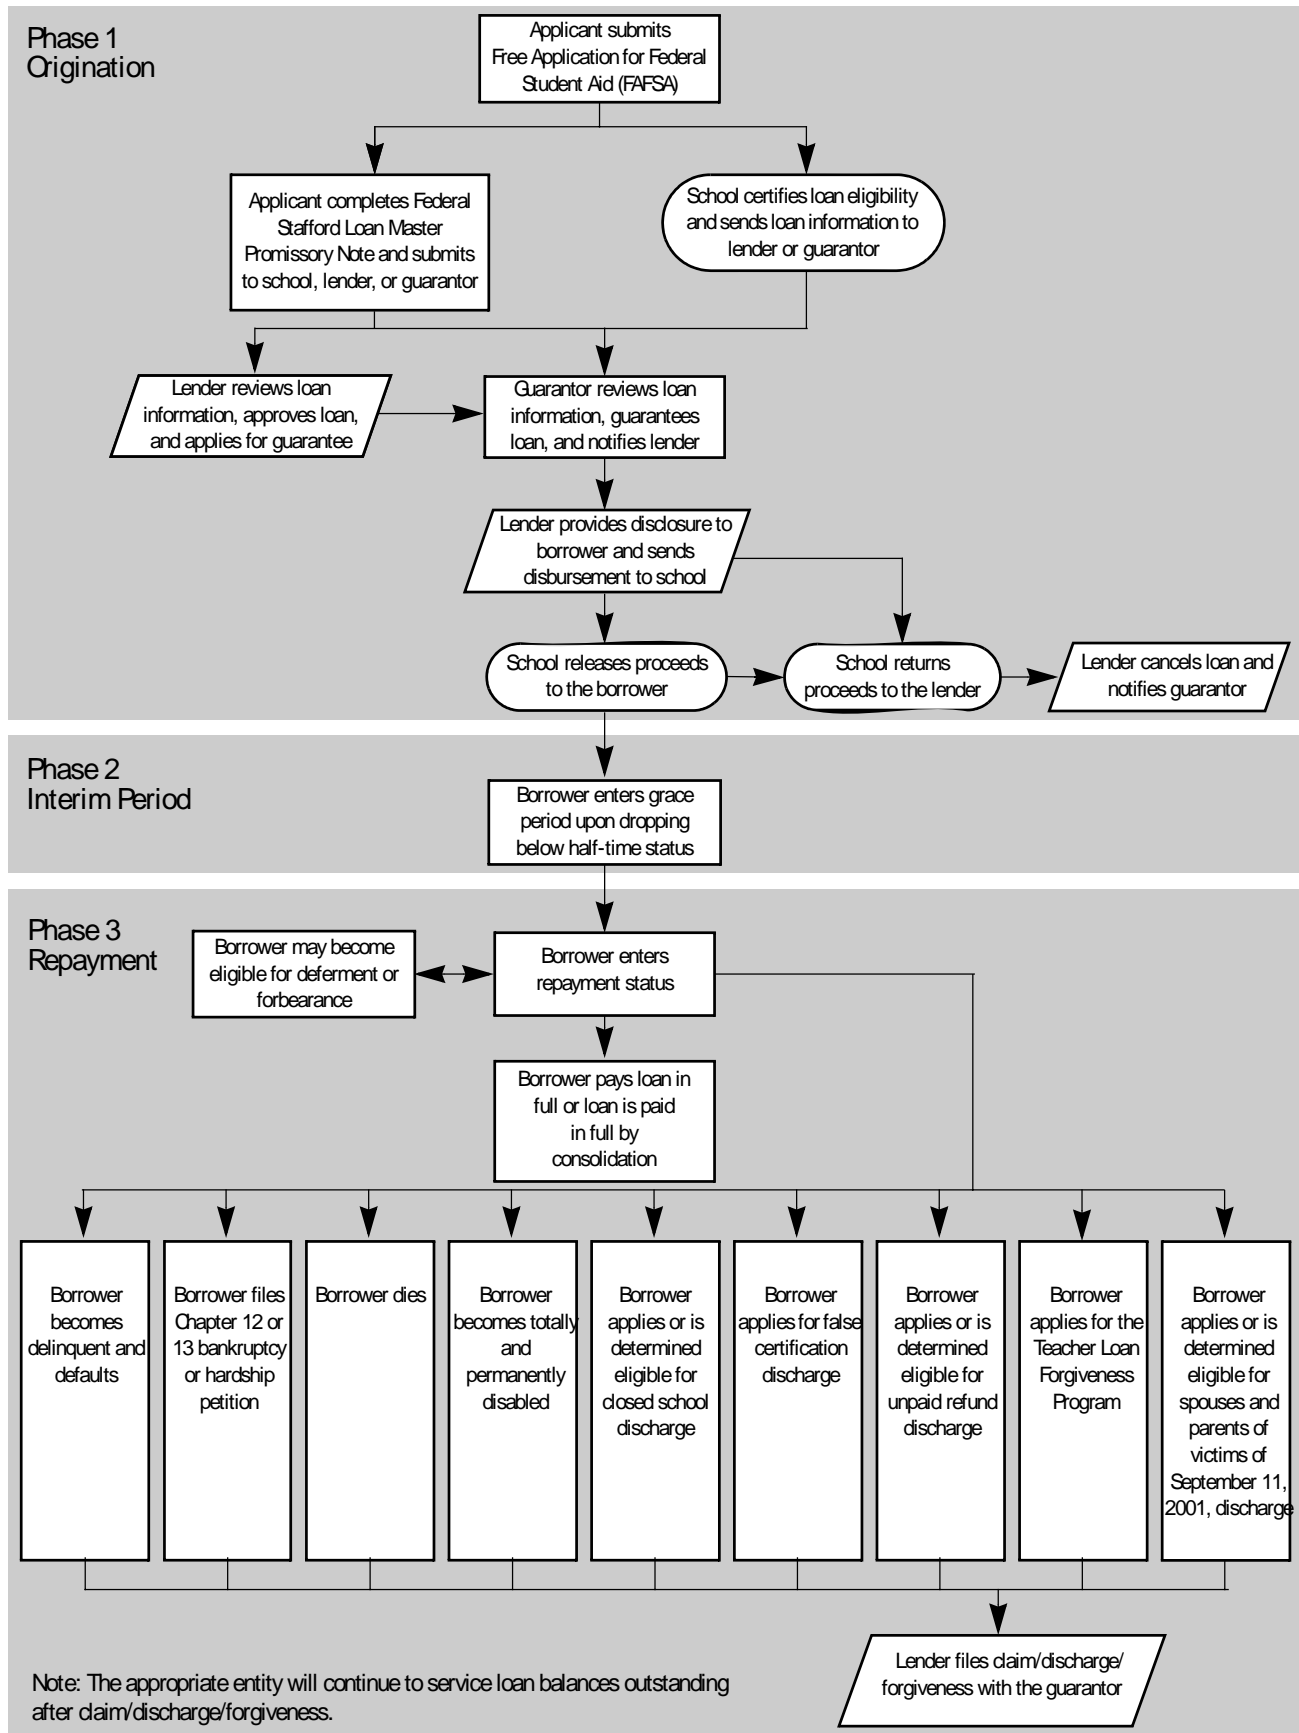 Phase 1
Origination
Applicant submits
Free Application for Federal
Student Aid (FAFSA)
Applicant completes Federal
Stafford Loan Master
Promissory Note and submits
to school, lender, or guarantor
School certifies loan eligibility
and sends loan information to
lender or guarantor
Lender reviews loan
information, approves loan,
and applies for guarantee
Guarantor reviews loan
information, guarantees
loan, and notifies lender
Lender provides disclosure to
borrower and sends
disbursement to school
School releases proceeds
to the borrower
School returns
proceeds to the lender
Lender cancels loan and
notifies guarantor
Phase 2
Interim Period
Borrower enters grace
period upon dropping
below half-time status
Phase 3
Repayment
Borrower may become
eligible for deferment or
forbearance
Borrower enters
repayment status
Borrower pays loan in
full or loan is paid
in full by
consolidation
Borrower
becomes
delinquent and
defaults
Borrower files
Chapter 12 or
13 bankruptcy
or hardship
petition
Borrower dies
Borrower
becomes totally
and
permanently
disabled
Borrower
applies or is
determined
eligible for
closed school
discharge
Borrower
applies for false
certification
discharge
Borrower
applies or is
determined
eligible for
unpaid refund
discharge
Borrower
applies for the
Teacher Loan
Forgiveness
Program
Borrower
applies or is
determined
eligible for
spouses and
parents of
victims of
September 11,
2001, discharge
Lender files claim/discharge/
forgiveness with the guarantor
Note: The appropriate entity will continue to service loan balances outstanding
after claim/discharge/forgiveness.